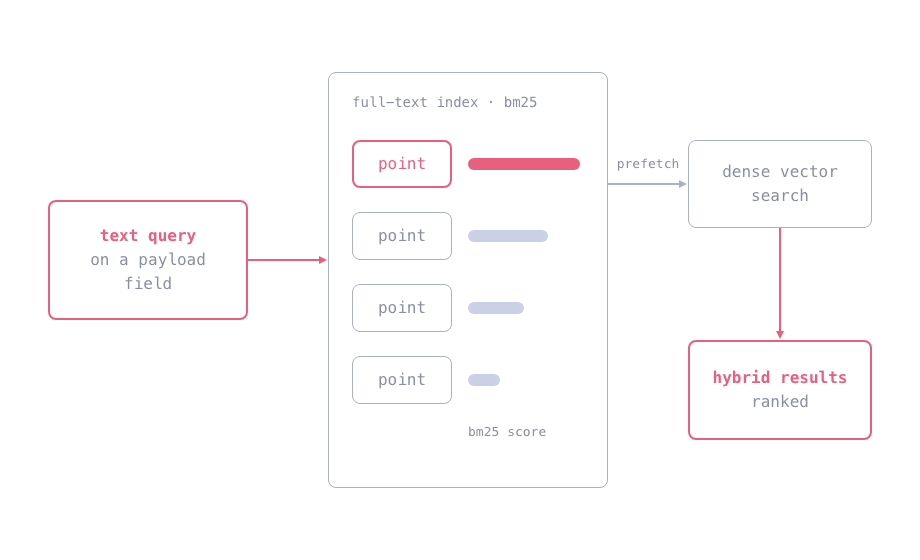 text query
on a payload
field
full-text index · bm25
point
point
point
point
bm25 score
prefetch
dense vector
search
hybrid results
ranked